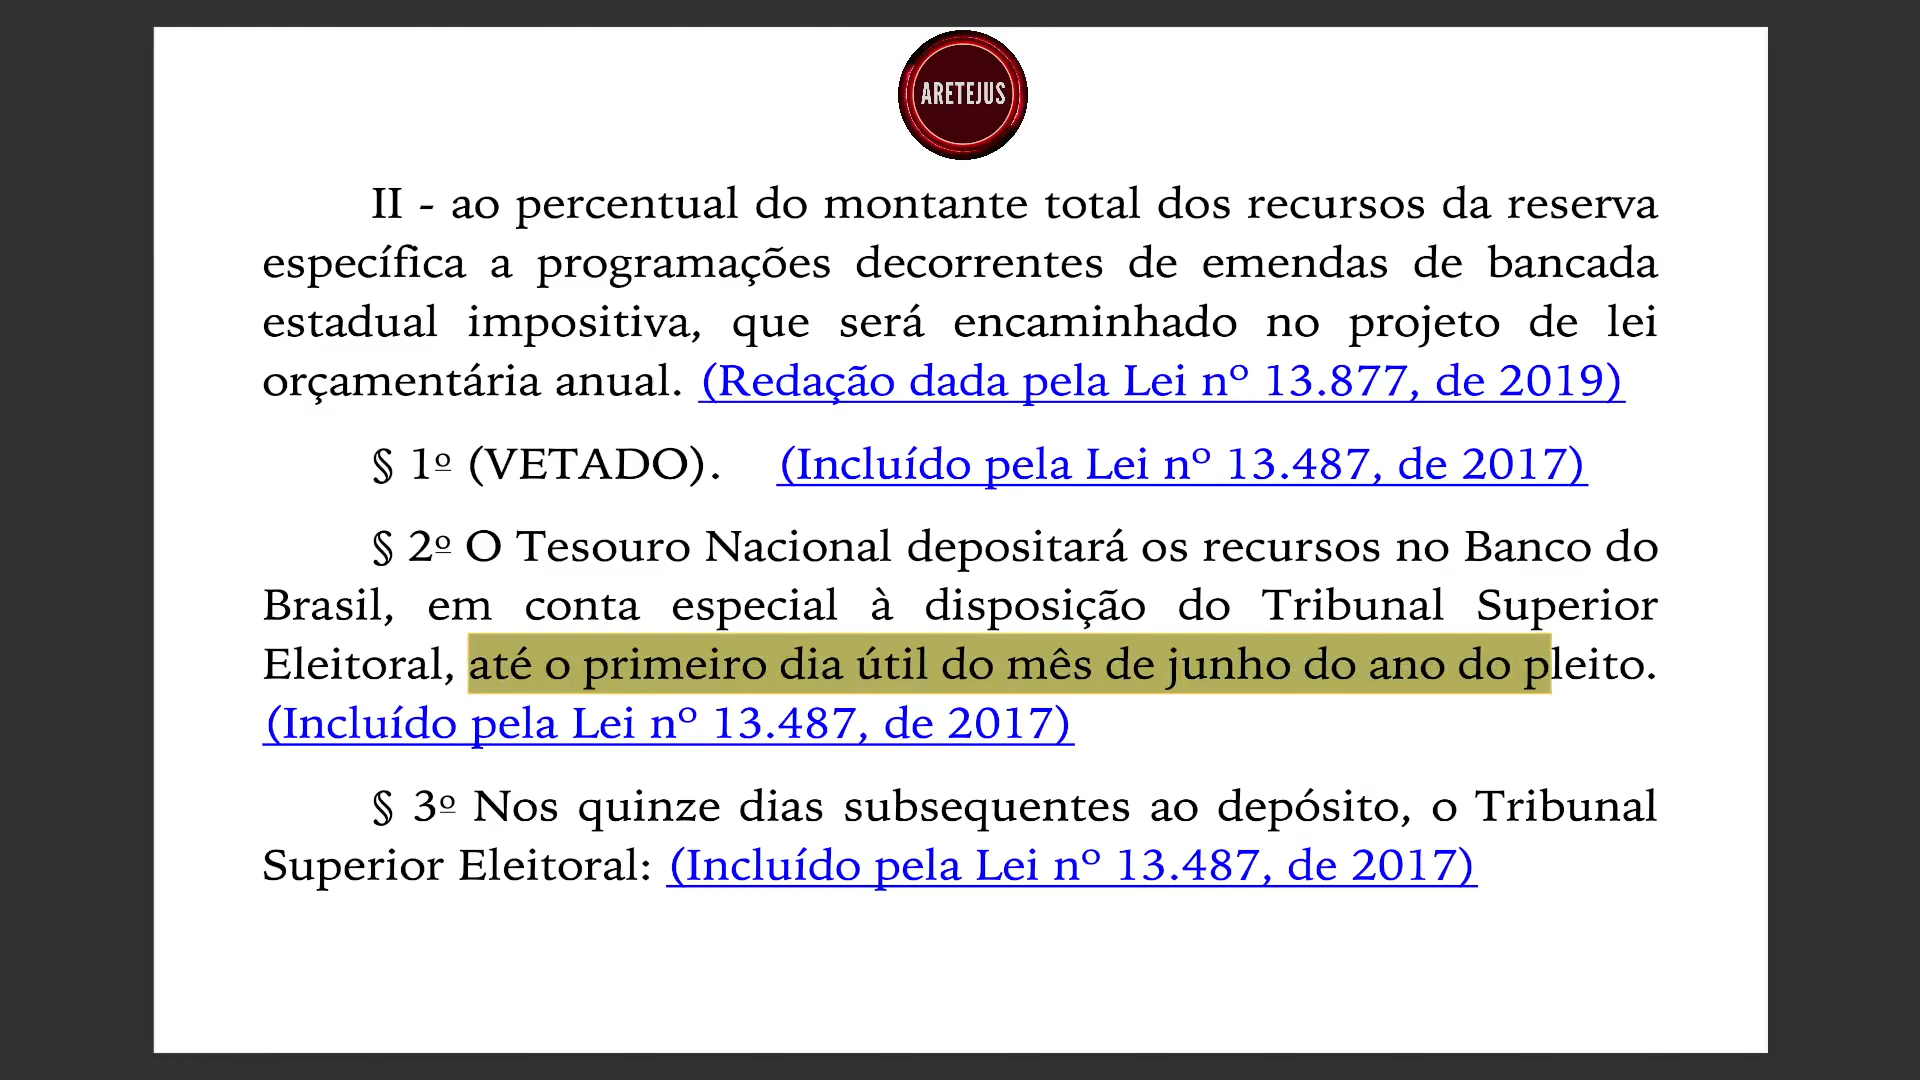 ARETEJUS
II - ao percentual do montante total dos recursos da reserva
específica a programações decorrentes de emendas de bancada
estadual impositiva, que será encaminhado no projeto de lei
orçamentária anual. (Redação dada pela Lei nº 13.877, de 2019)
§ 1º (VETADO). (Incluído pela Lei nº 13.487, de 2017)
§ 2º O Tesouro Nacional depositará os recursos no Banco do
Brasil, em conta especial à disposição do Tribunal Superior
Eleitoral, até o primeiro dia útil do mês de junho do ano do pleito.
(Incluído pela Lei nº 13.487, de 2017)
§ 3º Nos quinze dias subsequentes ao depósito, o Tribunal
Superior Eleitoral: (Incluído pela Lei nº 13.487, de 2017)